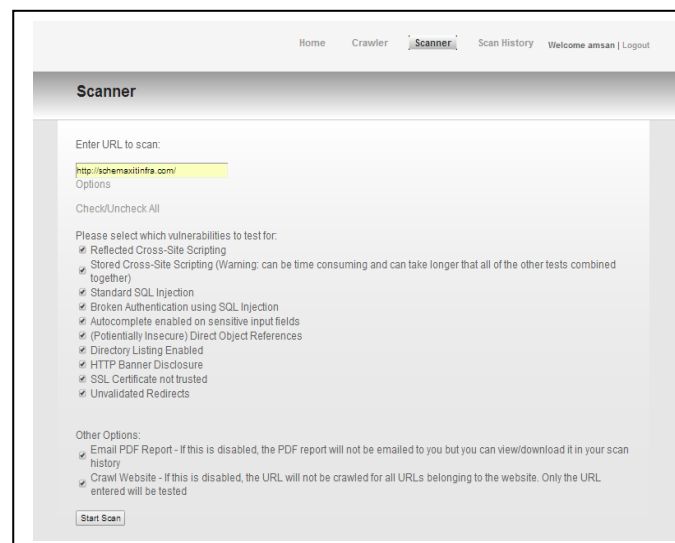 Home Crawler Scanner Scan History Welcome amsan | Logout
Scanner
Enter URL to scan:
http://schemaxitinfra.com/
Options
Check/Uncheck All
Please select which vulnerabilities to test for:
Reflected Cross-Site Scripting
Stored Cross-Site Scripting (Warning: can be time consuming and can take longer that all of the other tests combined
together)
Standard SQL Injection
Broken Authentication using SQL Injection
Autocomplete enabled on sensitive input fields
(Potientially Insecure) Direct Object References
Directory Listing Enabled
HTTP Banner Disclosure
SSL Certificate not trusted
Unvalidated Redirects
Other Options:
Email PDF Report - If this is disabled, the PDF report will not be emailed to you but you can view/download it in your scan
history
Crawl Website - If this is disabled, the URL will not be crawled for all URLs belonging to the website. Only the URL
entered will be tested
Start Scan